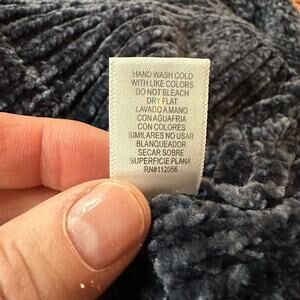 HAND WASH COLD
WITH LIKE COLORS
DO NOT BLEACH
DRY FLAT
LAVADO A MANO
CON AGUAFRIA
CON COLORES
SIMILARES NO USAR
BLANQUEADOR
SECAR SOBRE
SUPERFICIE PLANA
RN#112056